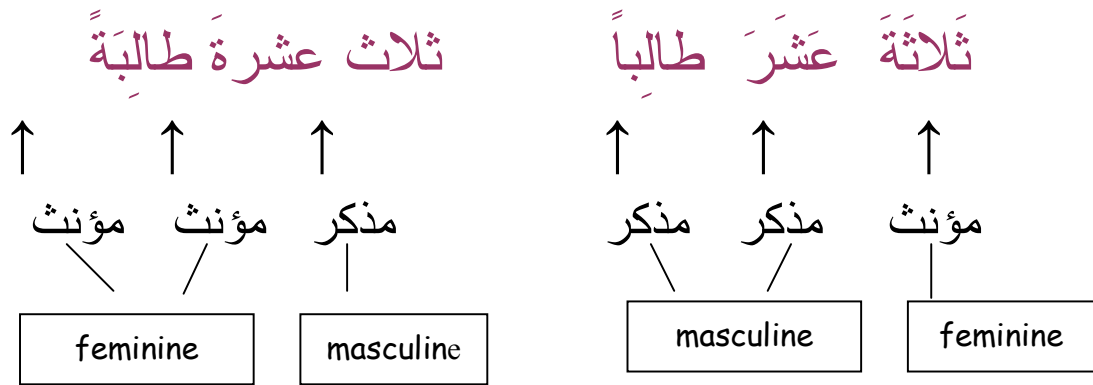 ثَلاثَةَ عَشَرَ طالِباً ثلاث عشرةَ طالِبَةً
مؤنث مذكر مذكر مذكر مؤنث مؤنث
feminine masculine masculine feminine